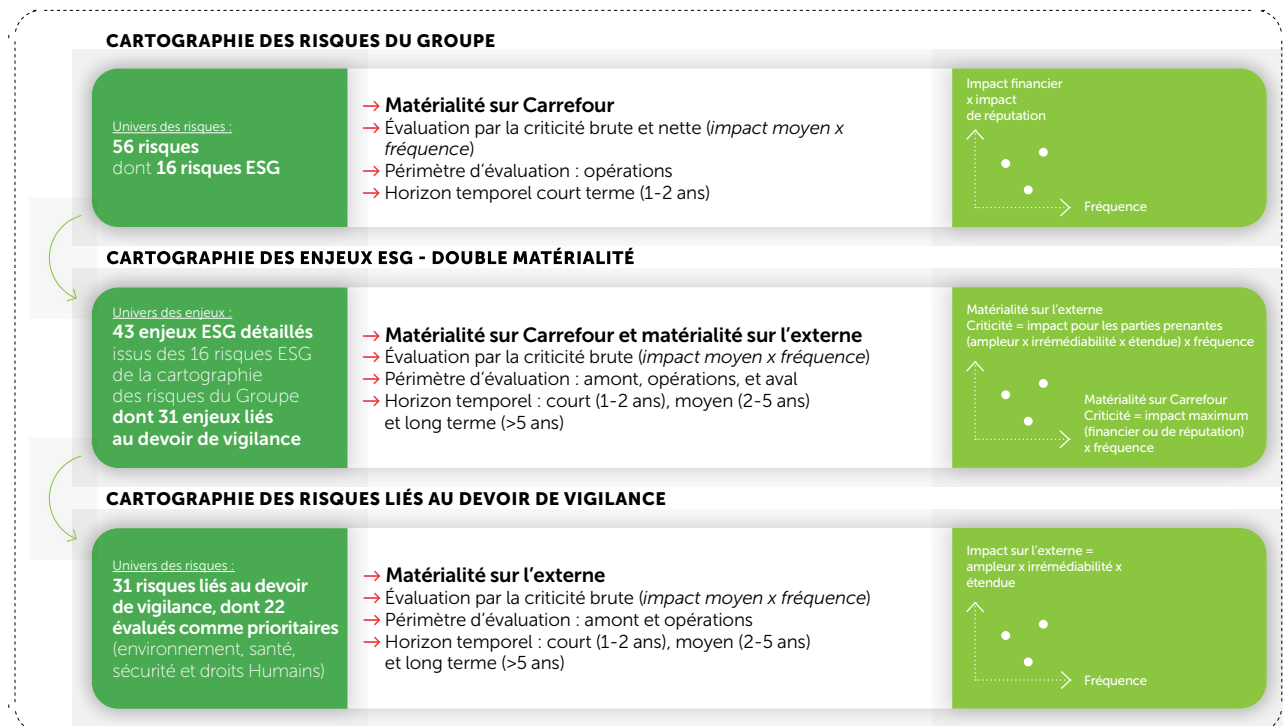 CARTOGRAPHIE DES RISQUES DU GROUPE
Univers des risques :
56 risques
dont 16 risques ESG
→ Matérialité sur Carrefour
→ Évaluation par la criticité brute et nette (impact moyen x
fréquence)
→ Périmètre d'évaluation : opérations
→ Horizon temporel court terme (1-2 ans)
Impact financier
x impact
de réputation
Fréquence
CARTOGRAPHIE DES ENJEUX ESG - DOUBLE MATÉRIALITÉ
Univers des enjeux :
43 enjeux ESG détaillés
issus des 16 risques ESG
de la cartographie
des risques du Groupe
dont 31 enjeux liés
au devoir de vigilance
→ Matérialité sur Carrefour et matérialité sur l'externe
→ Évaluation par la criticité brute (impact moyen x fréquence)
→ Périmètre d'évaluation : amont, opérations, et aval
→ Horizon temporel : court (1-2 ans), moyen (2-5 ans)
et long terme (>5 ans)
Matérialité sur l'externe
Criticité = impact pour les parties prenantes
(ampleur x irrémédiabilité x étendue) x fréquence
Matérialité sur Carrefour
Criticité = impact maximum
(financier ou de réputation)
x fréquence
CARTOGRAPHIE DES RISQUES LIÉS AU DEVOIR DE VIGILANCE
Univers des risques :
31 risques liés au devoir
de vigilance, dont 22
évalués comme prioritaires
(environnement, santé,
sécurité et droits Humains)
→ Matérialité sur l'externe
→ Évaluation par la criticité brute (impact moyen x fréquence)
→ Périmètre d'évaluation : amont et opérations
→ Horizon temporel : court (1-2 ans), moyen (2-5 ans)
et long terme (>5 ans)
Impact sur l'externe =
ampleur x irrémédiabilité x
étendue
Fréquence